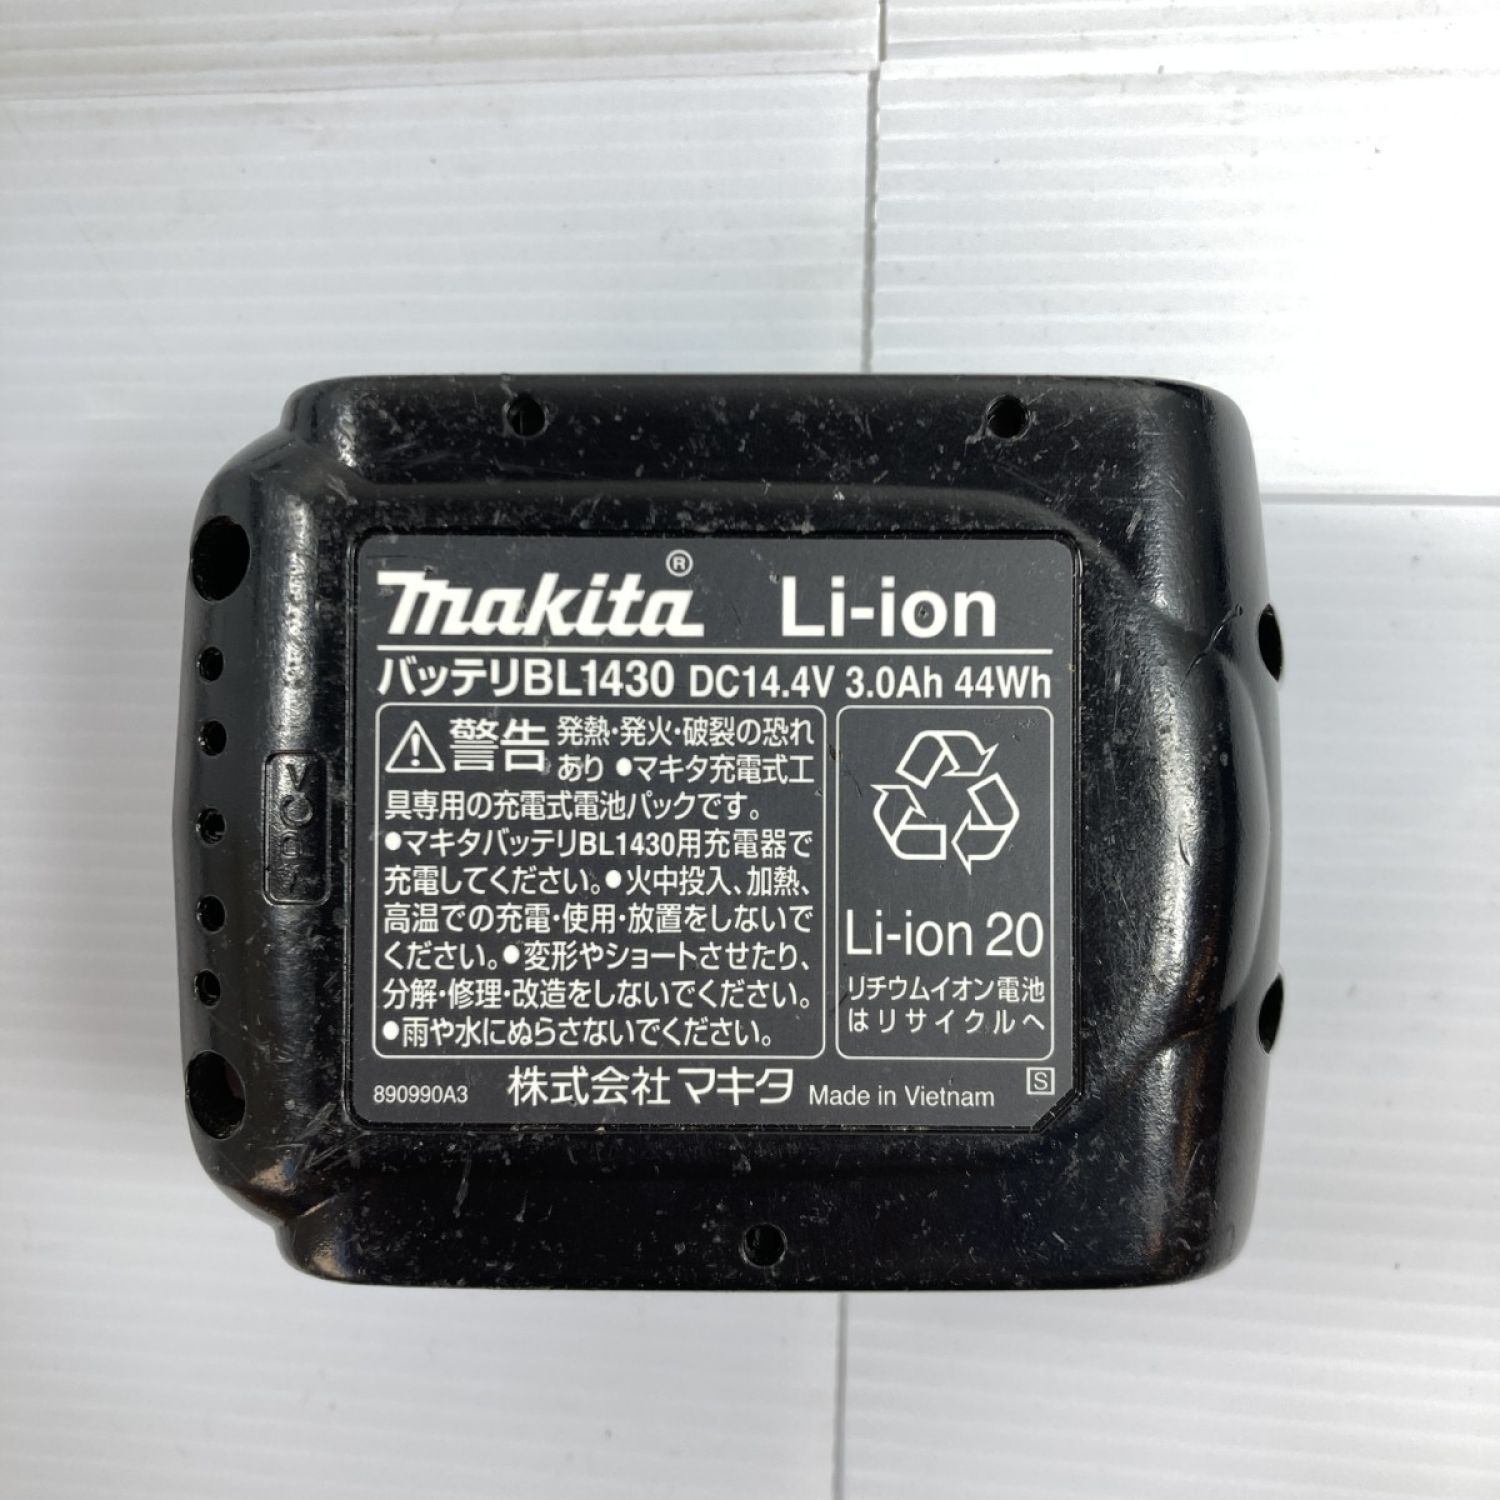 makita® Li-ion
バッテリBL1430 DC14.4V 3.0Ah 44Wh
警告 発熱・発火・破裂の恐れ
あり ●マキタ充電式工
具専用の充電式電池パックです。
●マキタバッテリBL1430用充電器で
充電してください。●火中投入、加熱、
高温での充電・使用・放置をしないで
ください。●変形やショートさせたり、
分解・修理・改造をしないでください。
●雨や水にぬらさないでください。
Li-ion 20
リチウムイオン電池
はリサイクルへ
890990A3 株式会社マキタ Made in Vietnam S